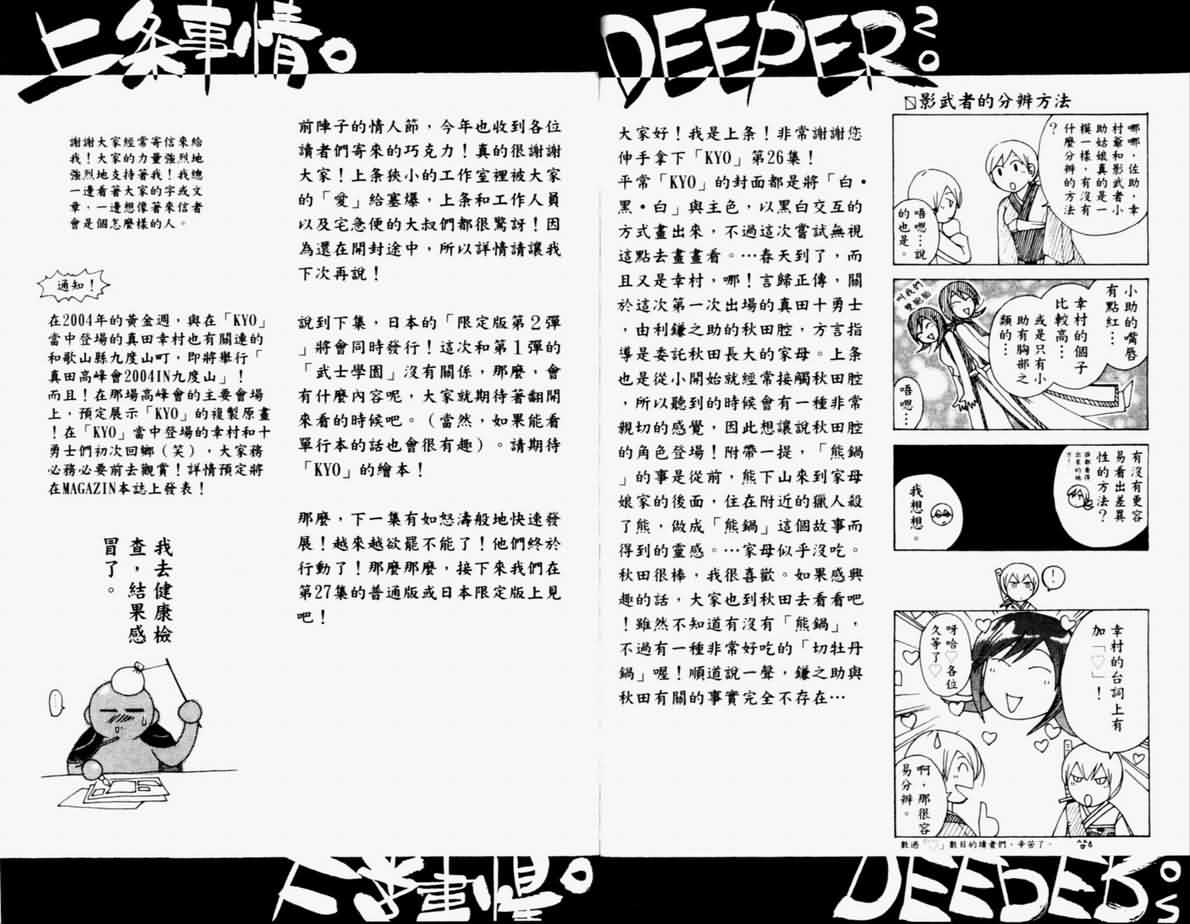 DEEPER20
影武者的分辨方法
哪，佐助，幸
村爺和影武者小
助姑娘真的是一
模一樣，有沒有
什麼分辨的方法
？
唔嗯…說
的也是。
小助的嘴唇
有點紅…
幸村的個子
比較高…
或是只有小
助有胸部之
類的…
叫我們
唔嗯…
有沒有更容
易看出差異
性的方法？
我想想。
！
幸村的台詞上有
加「♡」！
呀哈♡各位
久等了♡
啊，那很容
易分辨。
數過「♡」數目的讀者們，辛苦了。
大家好！我是上条！非常謝謝您
伸手拿下「KYO」第26集！
平常「KYO」的封面都是將「白•
黑•白」與主色，以黑白交互的
方式畫出來，不過這次嘗試無視
這點去畫畫看。…春天到了，而
且又是幸村，哪！言歸正傳，關
於這次第一次出場的真田十勇士
，由利鎌之助的秋田腔，方言指
導是委託秋田長大的家母。上条
也是從小開始就經常接觸秋田腔
，所以聽到的時候會有一種非常
親切的感覺，因此想讓說秋田腔
的角色登場！附帶一提，「熊鍋
」的事是從前，熊下山來到家母
娘家的後面，住在附近的獵人殺
了熊，做成「熊鍋」這個故事而
得到的靈感。…家母似乎沒吃。
秋田很棒，我很喜歡。如果感興
趣的話，大家也到秋田去看看吧
！雖然不知道有沒有「熊鍋」，
不過有一種非常好吃的「切牡丹
鍋」喔！順道說一聲，鎌之助與
秋田有關的事實完全不存在…
上条事情。
前陣子的情人節，今年也收到各位
讀者們寄來的巧克力！真的很謝謝
大家！上条狹小的工作室裡被大家
的「愛」給塞爆，上条和工作人員
以及宅急便的大叔們都很驚訝！因
為還在開封途中，所以詳情請讓我
下次再說！
說到下集，日本的「限定版第2彈
」將會同時發行！這次和第1彈的
「武士學園」沒有關係，那麼，會
有什麼內容呢，大家就期待著翻開
來看的時候吧。（當然，如果能看
單行本的話也會很有趣）。請期待
「KYO」的繪本！
那麼，下一集有如怒濤般地快速發
展！越來越欲罷不能了！他們終於
行動了！那麼那麼，接下來我們在
第27集的普通版或日本限定版上見
吧！
謝謝大家經常寄信來給
我！大家的力量強烈地
強烈地支持著我！我總
一邊看著大家的字或文
章，一邊想像著來信者
會是個怎麼樣的人。
通知！
在2004年的黃金週，與在「KYO」
當中登場的真田幸村也有關連的
和歌山縣九度山町，即將舉行「
真田高峰會2004IN九度山」！
而且！在那場高峰會的主要會場
上，預定展示「KYO」的複製原畫
！在「KYO」當中登場的幸村和十
勇士們初次回鄉（笑），大家務
必務必要前去觀賞！詳情預定將
在MAGAZIN本誌上發表！
我去健康檢
查，結果感
冒了。